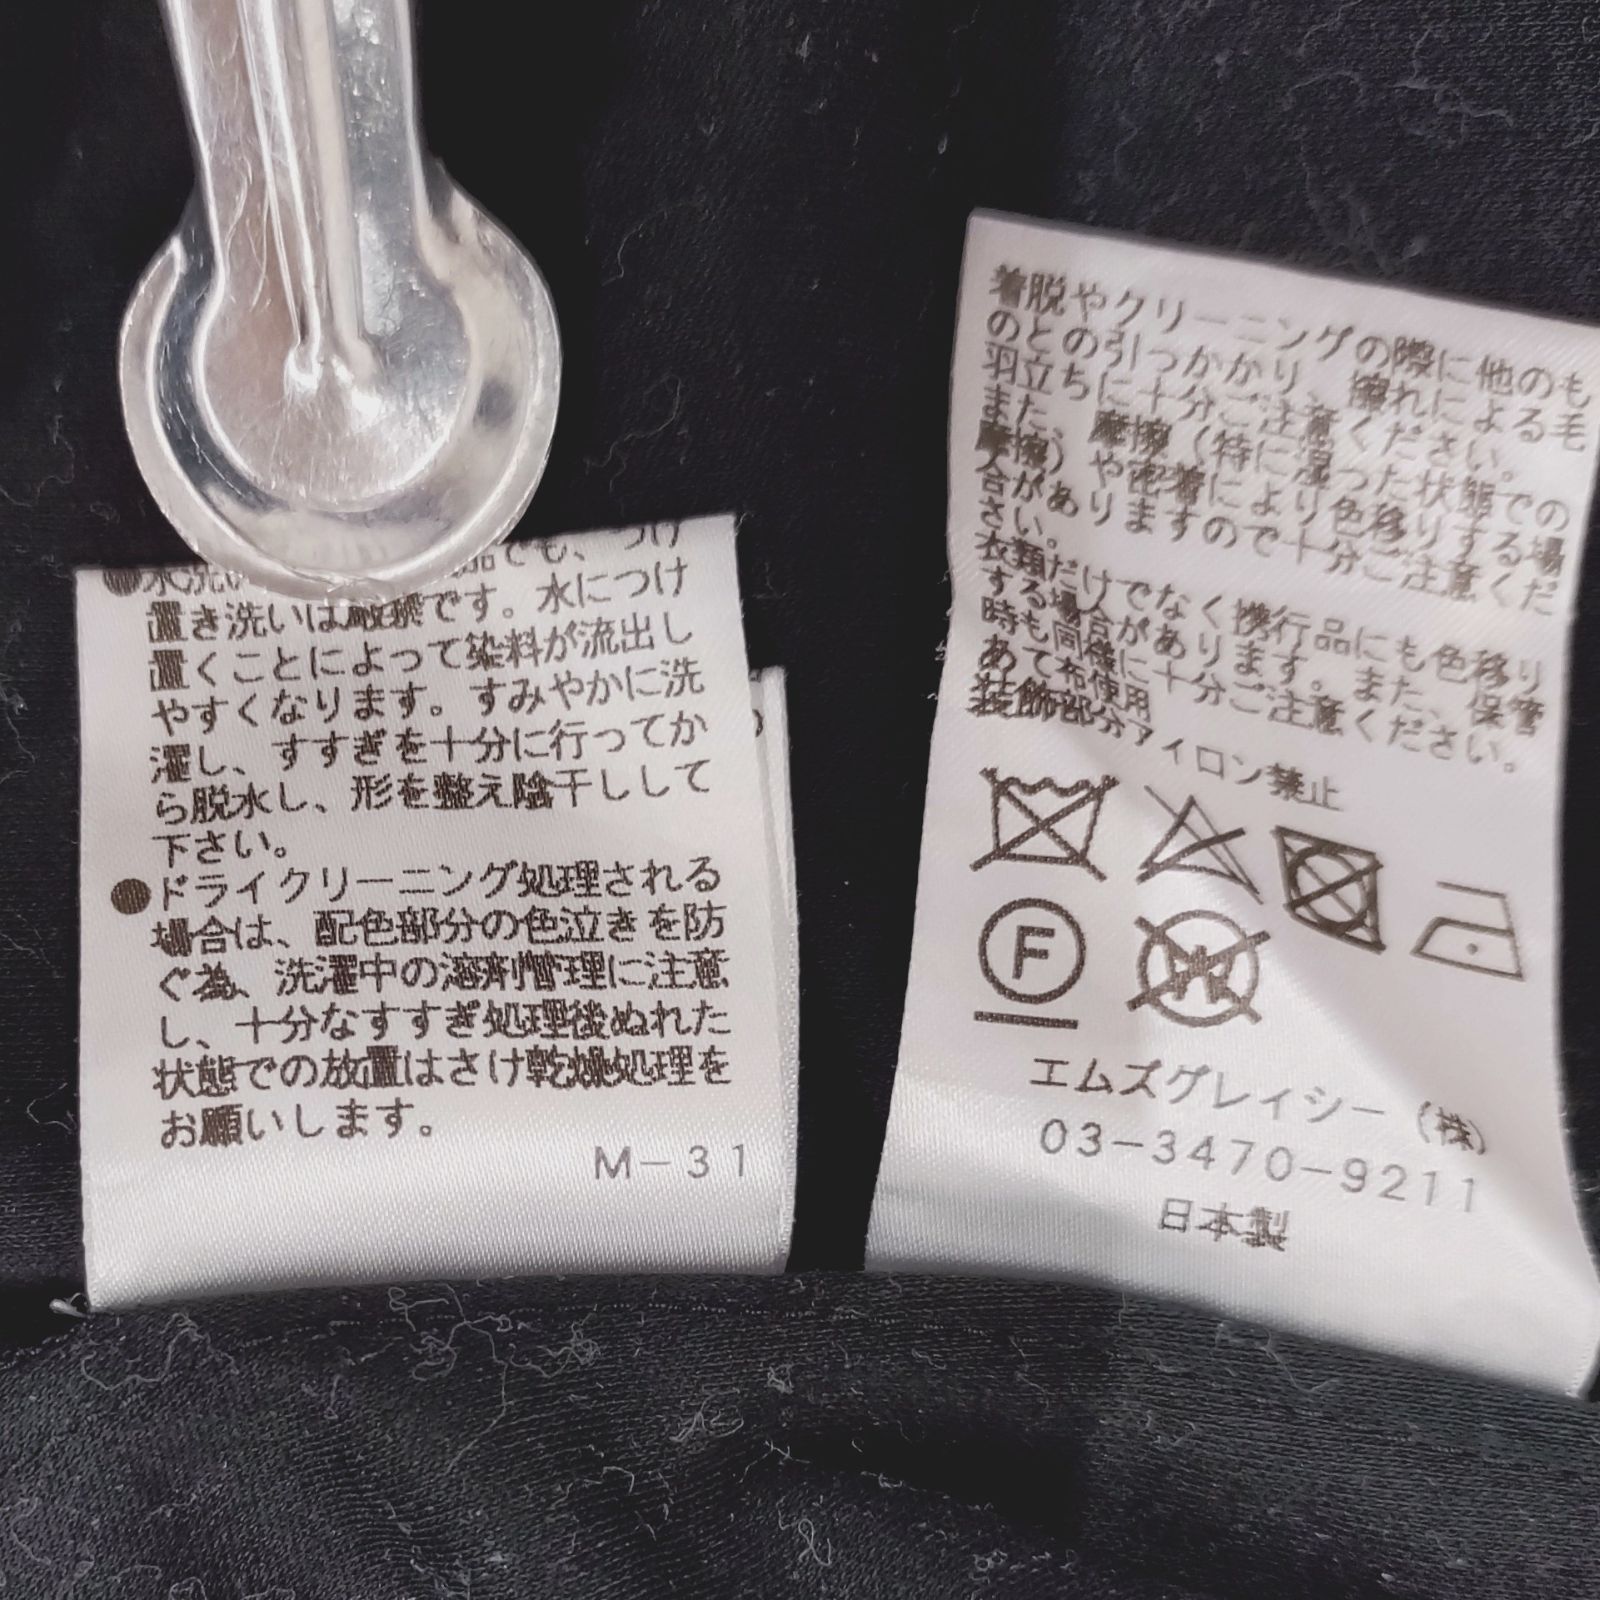 置き洗いは厳禁です。水につけ
置くことによって染料が流出し
やすくなります。すみやかに洗
濯し、すすぎを十分に行ってか
ら脱水し、形を整え陰干しして
下さい。
●ドライクリーニング処理される
場合は、配色部分の色泣きを防
ぐ為、洗濯中の溶剤管理に注意
し、十分なすすぎ処理後ぬれた
状態での放置はさけ乾燥処理を
お願いします。
M-31
着脱やクリーニングの際に他のも
のとの引っかかり、擦れによる毛
羽立ちに十分ご注意ください。
また、摩擦（特に湿った状態での
摩擦）や密着により色移りする場
合がありますので十分ご注意くだ
さい。
衣類だけでなく携行品にも色移り
する場合があります。また、保管
時も同様に十分ご注意ください。
あて布使用
装飾部分アイロン禁止
F
W
エムズグレイシー（株）
03-3470-9211
日本製